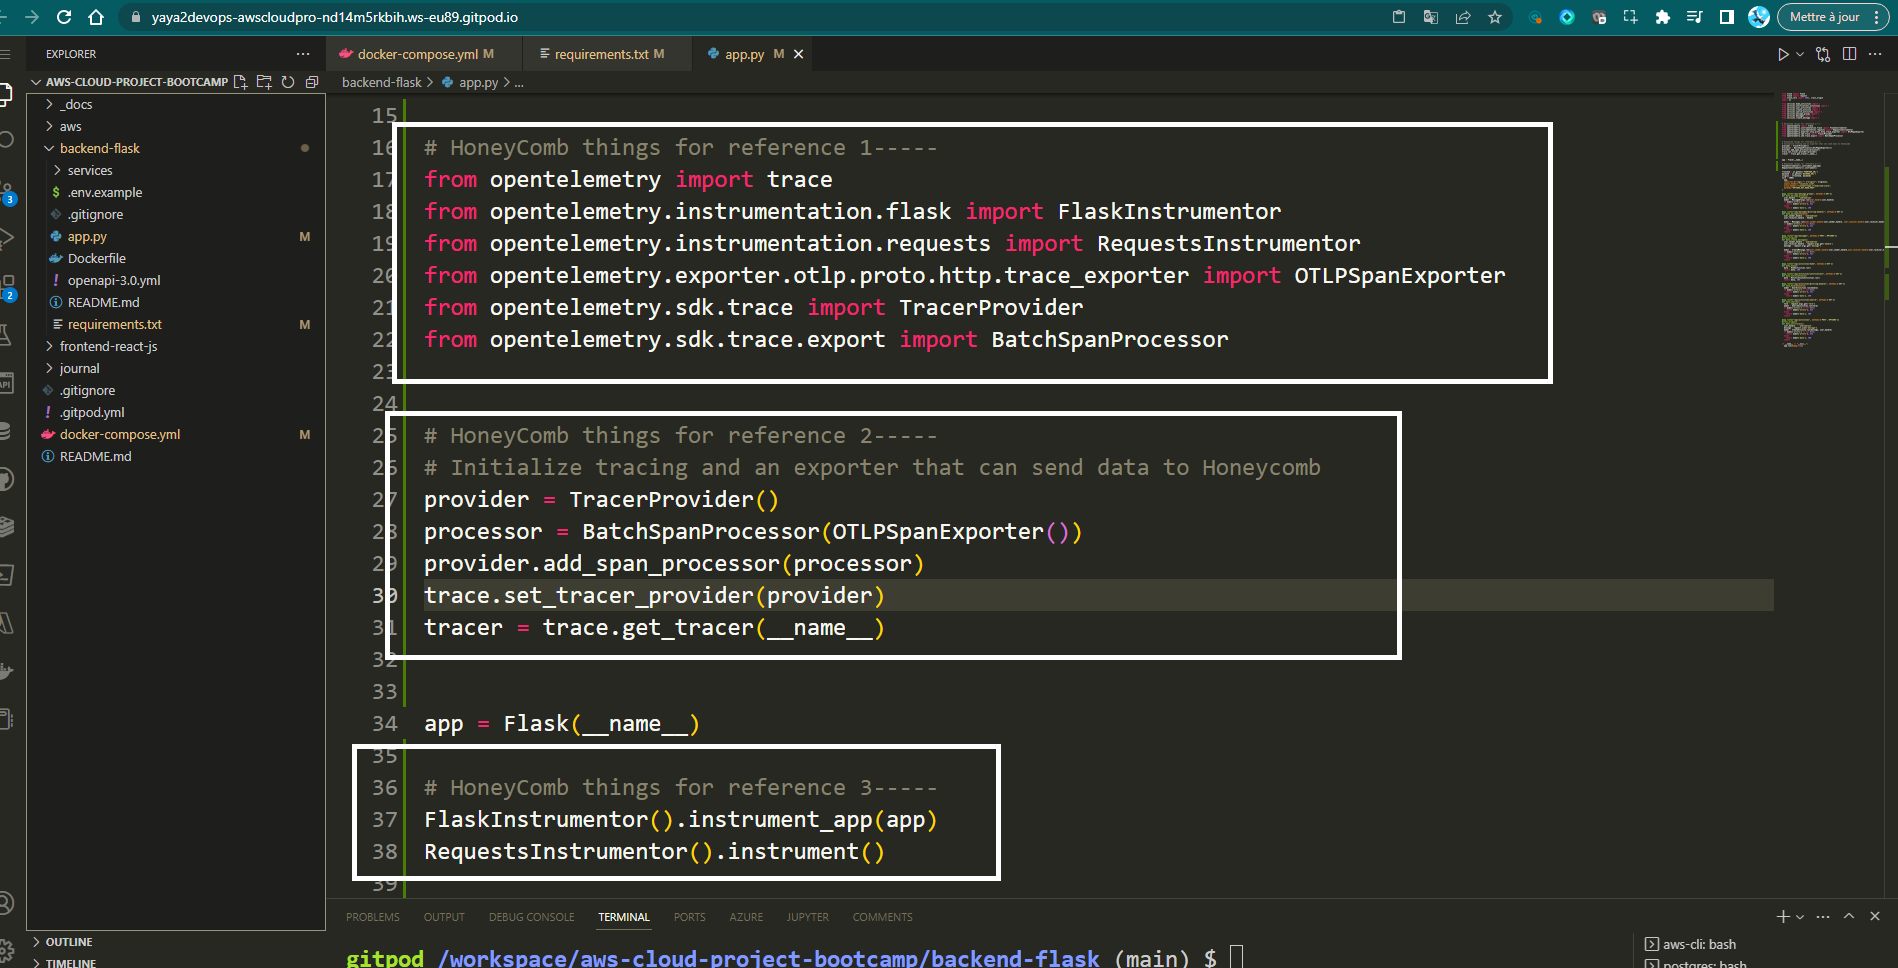 yaya2devops-awscloudpro-nd14m5rkbih.ws-eu89.gitpod.io
Mettre à jour
EXPLORER
docker-compose.yml M
requirements.txt M
app.py M
AWS-CLOUD-PROJECT-BOOTCAMP
backend-flask > app.py > ...
_docs
aws
backend-flask
services
.env.example
.gitignore
app.py M
Dockerfile
openapi-3.0.yml
README.md
requirements.txt M
frontend-react-js
journal
.gitignore
.gitpod.yml
docker-compose.yml M
README.md
3
2
API
15
16 # HoneyComb things for reference 1-----
17 from opentelemetry import trace
18 from opentelemetry.instrumentation.flask import FlaskInstrumentor
19 from opentelemetry.instrumentation.requests import RequestsInstrumentor
20 from opentelemetry.exporter.otlp.proto.http.trace_exporter import OTLPSpanExporter
21 from opentelemetry.sdk.trace import TracerProvider
22 from opentelemetry.sdk.trace.export import BatchSpanProcessor
23
24
25 # HoneyComb things for reference 2-----
26 # Initialize tracing and an exporter that can send data to Honeycomb
27 provider = TracerProvider()
28 processor = BatchSpanProcessor(OTLPSpanExporter())
29 provider.add_span_processor(processor)
30 trace.set_tracer_provider(provider)
31 tracer = trace.get_tracer(__name__)
32
33
34 app = Flask(__name__)
35
36 # HoneyComb things for reference 3-----
37 FlaskInstrumentor().instrument_app(app)
38 RequestsInstrumentor().instrument()
39
PROBLEMS OUTPUT DEBUG CONSOLE TERMINAL PORTS AZURE JUPYTER COMMENTS
OUTLINE
TIMELINE
gitpod /workspace/aws-cloud-project-bootcamp/backend-flask (main) $
aws-cli: bash
postgres: bash